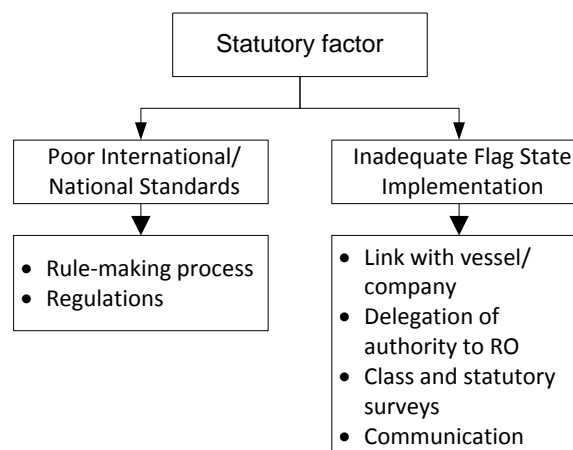 Statutory factor
Poor International/
National Standards
Inadequate Flag State
Implementation
• Rule-making process
• Regulations
• Link with vessel/
company
• Delegation of
authority to RO
• Class and statutory
surveys
• Communication